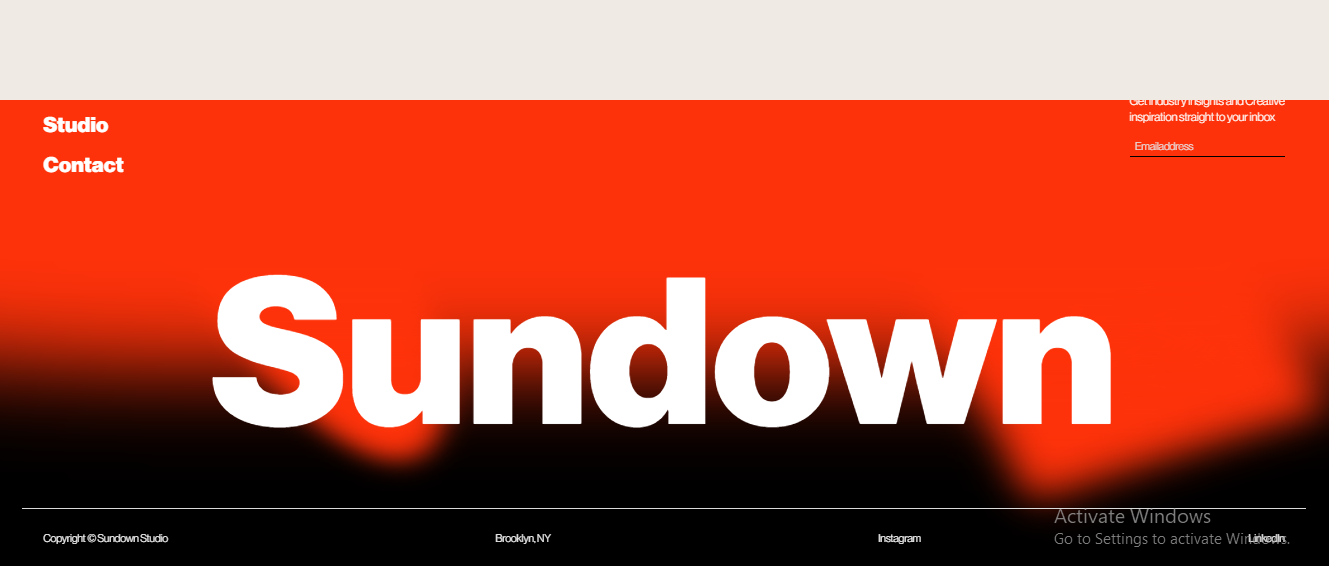 Get industry insights and Creative
inspiration straight to your inbox
Emailaddress
Studio
Contact
Sundown
Copyright © Sundown Studio
Brooklyn, NY
Instagram
LinkedIn
Activate Windows
Go to Settings to activate Windows.